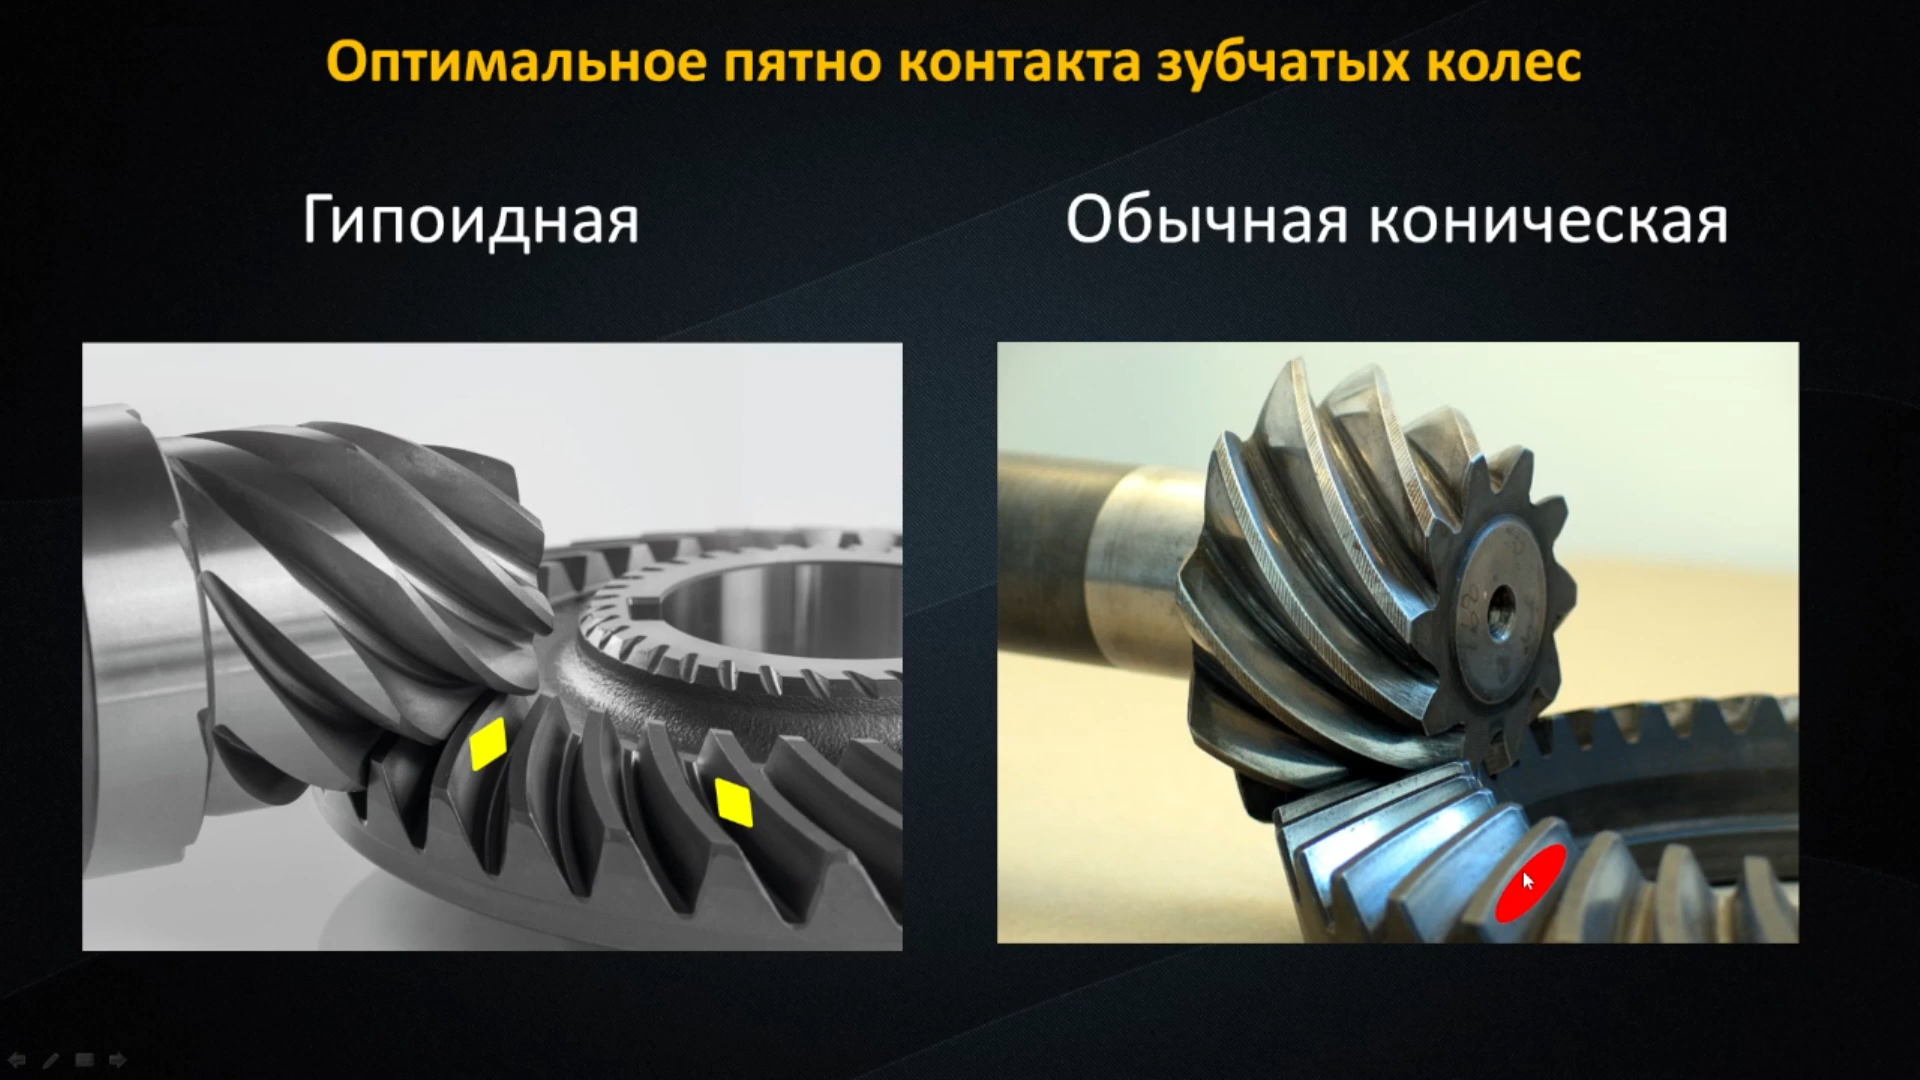 Оптимальное пятно контакта зубчатых колес
Гипоидная
Обычная коническая